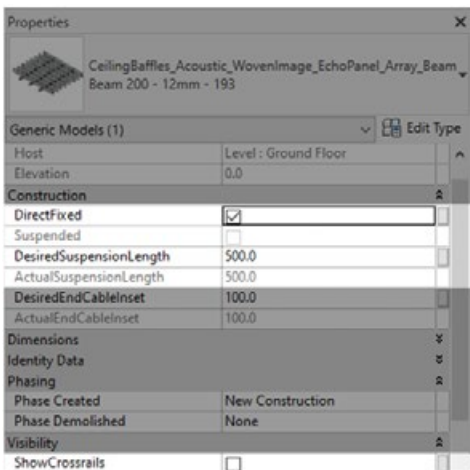 Properties
CeilingBaffles_Acoustic_WovenImage_EchoPanel_Array_Beam
Beam 200 - 12mm - 193
Generic Models (1) Edit Type
Host Level : Ground Floor
Elevation 0.0
Construction
DirectFixed
Suspended
DesiredSuspensionLength 500.0
ActualSuspensionLength 500.0
DesiredEndCableInset 100.0
ActualEndCableInset 100.0
Dimensions
Identity Data
Phasing
Phase Created New Construction
Phase Demolished None
Visibility
ShowCrossrails